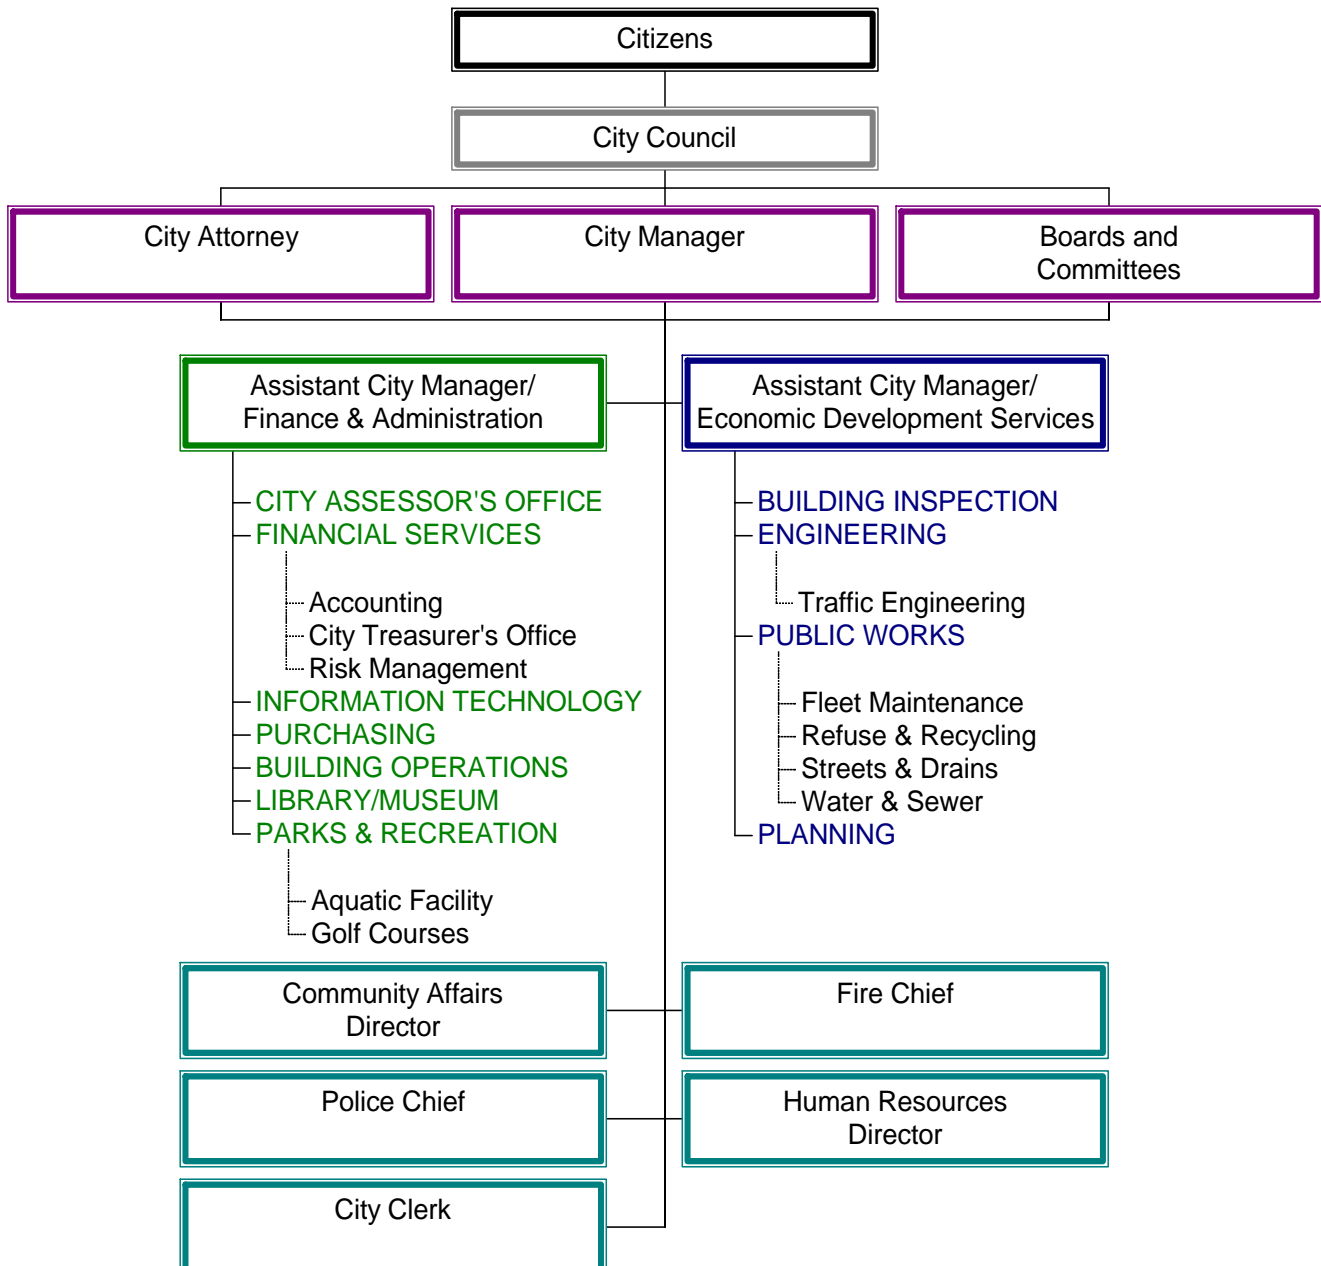 Citizens
City Council
City Attorney
City Manager
Boards and
Committees
Assistant City Manager/
Finance & Administration
Assistant City Manager/
Economic Development Services
CITY ASSESSOR'S OFFICE
FINANCIAL SERVICES
Accounting
City Treasurer's Office
Risk Management
INFORMATION TECHNOLOGY
PURCHASING
BUILDING OPERATIONS
LIBRARY/MUSEUM
PARKS & RECREATION
Aquatic Facility
Golf Courses
BUILDING INSPECTION
ENGINEERING
Traffic Engineering
PUBLIC WORKS
Fleet Maintenance
Refuse & Recycling
Streets & Drains
Water & Sewer
PLANNING
Community Affairs
Director
Fire Chief
Police Chief
Human Resources
Director
City Clerk